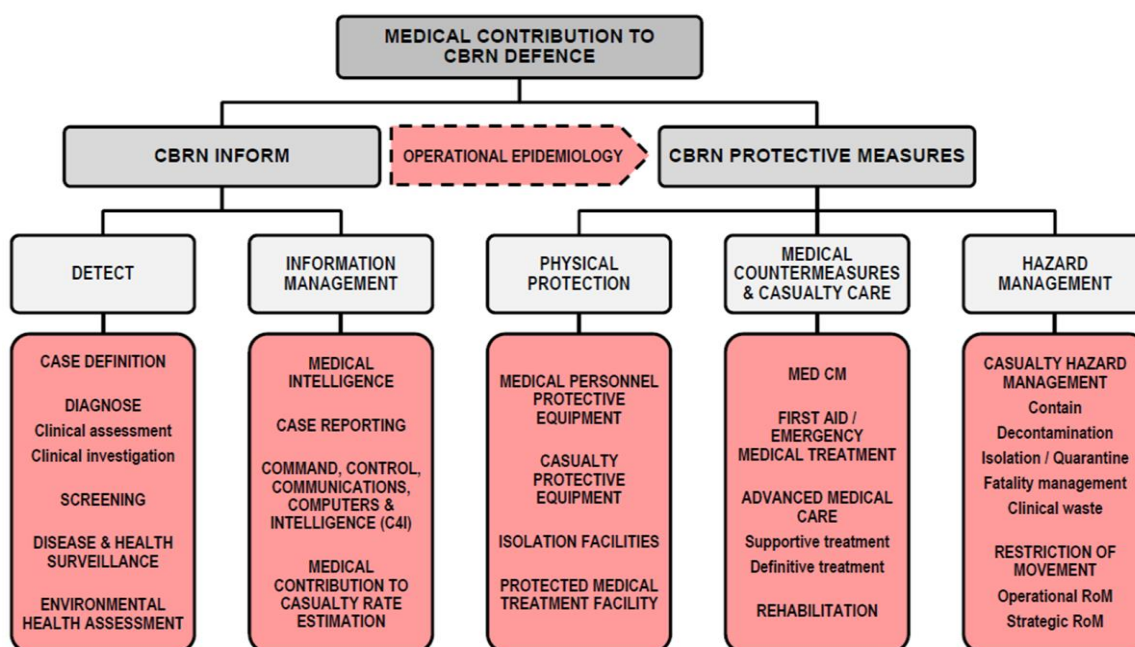 MEDICAL CONTRIBUTION TO
CBRN DEFENCE
CBRN INFORM
OPERATIONAL EPIDEMIOLOGY
CBRN PROTECTIVE MEASURES
DETECT
INFORMATION
MANAGEMENT
PHYSICAL
PROTECTION
MEDICAL
COUNTERMEASURES
& CASUALTY CARE
HAZARD
MANAGEMENT
CASE DEFINITION
DIAGNOSE
Clinical assessment
Clinical investigation
SCREENING
DISEASE & HEALTH
SURVEILLANCE
ENVIRONMENTAL
HEALTH ASSESSMENT
MEDICAL
INTELLIGENCE
CASE REPORTING
COMMAND, CONTROL,
COMMUNICATIONS,
COMPUTERS &
INTELLIGENCE (C4I)
MEDICAL
CONTRIBUTION TO
CASUALTY RATE
ESTIMATION
MEDICAL PERSONNEL
PROTECTIVE
EQUIPMENT
CASUALTY
PROTECTIVE
EQUIPMENT
ISOLATION FACILITIES
PROTECTED MEDICAL
TREATMENT FACILITY
MED CM
FIRST AID /
EMERGENCY
MEDICAL TREATMENT
ADVANCED MEDICAL
CARE
Supportive treatment
Definitive treatment
REHABILITATION
CASUALTY HAZARD
MANAGEMENT
Contain
Decontamination
Isolation / Quarantine
Fatality management
Clinical waste
RESTRICTION OF
MOVEMENT
Operational RoM
Strategic RoM